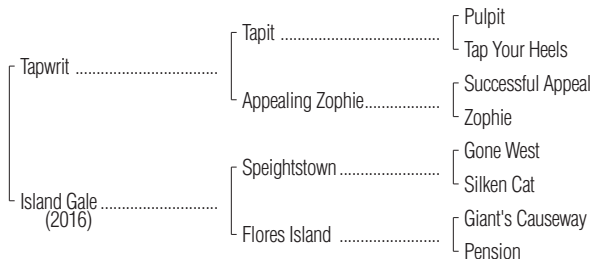 Pulpit
Tapit ................................................
Tap Your Heels
Tapwrit ...........................................
Successful Appeal
Appealing Zophie......................
Zophie
Gone West
Speightstown ..............................
Silken Cat
Island Gale ...................................
(2016)
Giant's Causeway
Flores Island ..............................
Pension